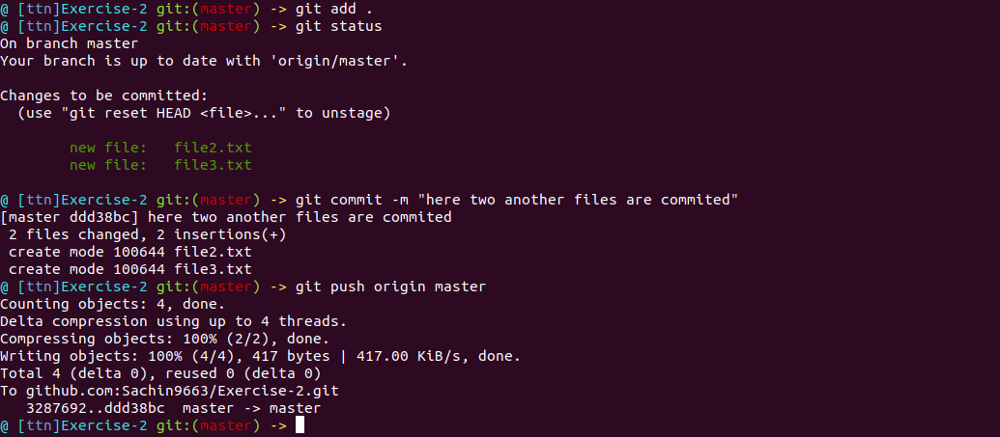 @ [ttn]Exercise-2 git:(master) -> git add .
@ [ttn]Exercise-2 git:(master) -> git status
On branch master
Your branch is up to date with 'origin/master'.
Changes to be committed:
  (use "git reset HEAD <file>..." to unstage)
        new file:   file2.txt
        new file:   file3.txt
@ [ttn]Exercise-2 git:(master) -> git commit -m "here two another files are commited"
[master ddd38bc] here two another files are commited
 2 files changed, 2 insertions(+)
 create mode 100644 file2.txt
 create mode 100644 file3.txt
@ [ttn]Exercise-2 git:(master) -> git push origin master
Counting objects: 4, done.
Delta compression using up to 4 threads.
Compressing objects: 100% (2/2), done.
Writing objects: 100% (4/4), 417 bytes | 417.00 KiB/s, done.
Total 4 (delta 0), reused 0 (delta 0)
To github.com:Sachin9663/Exercise-2.git
   3287692..ddd38bc  master -> master
@ [ttn]Exercise-2 git:(master) ->